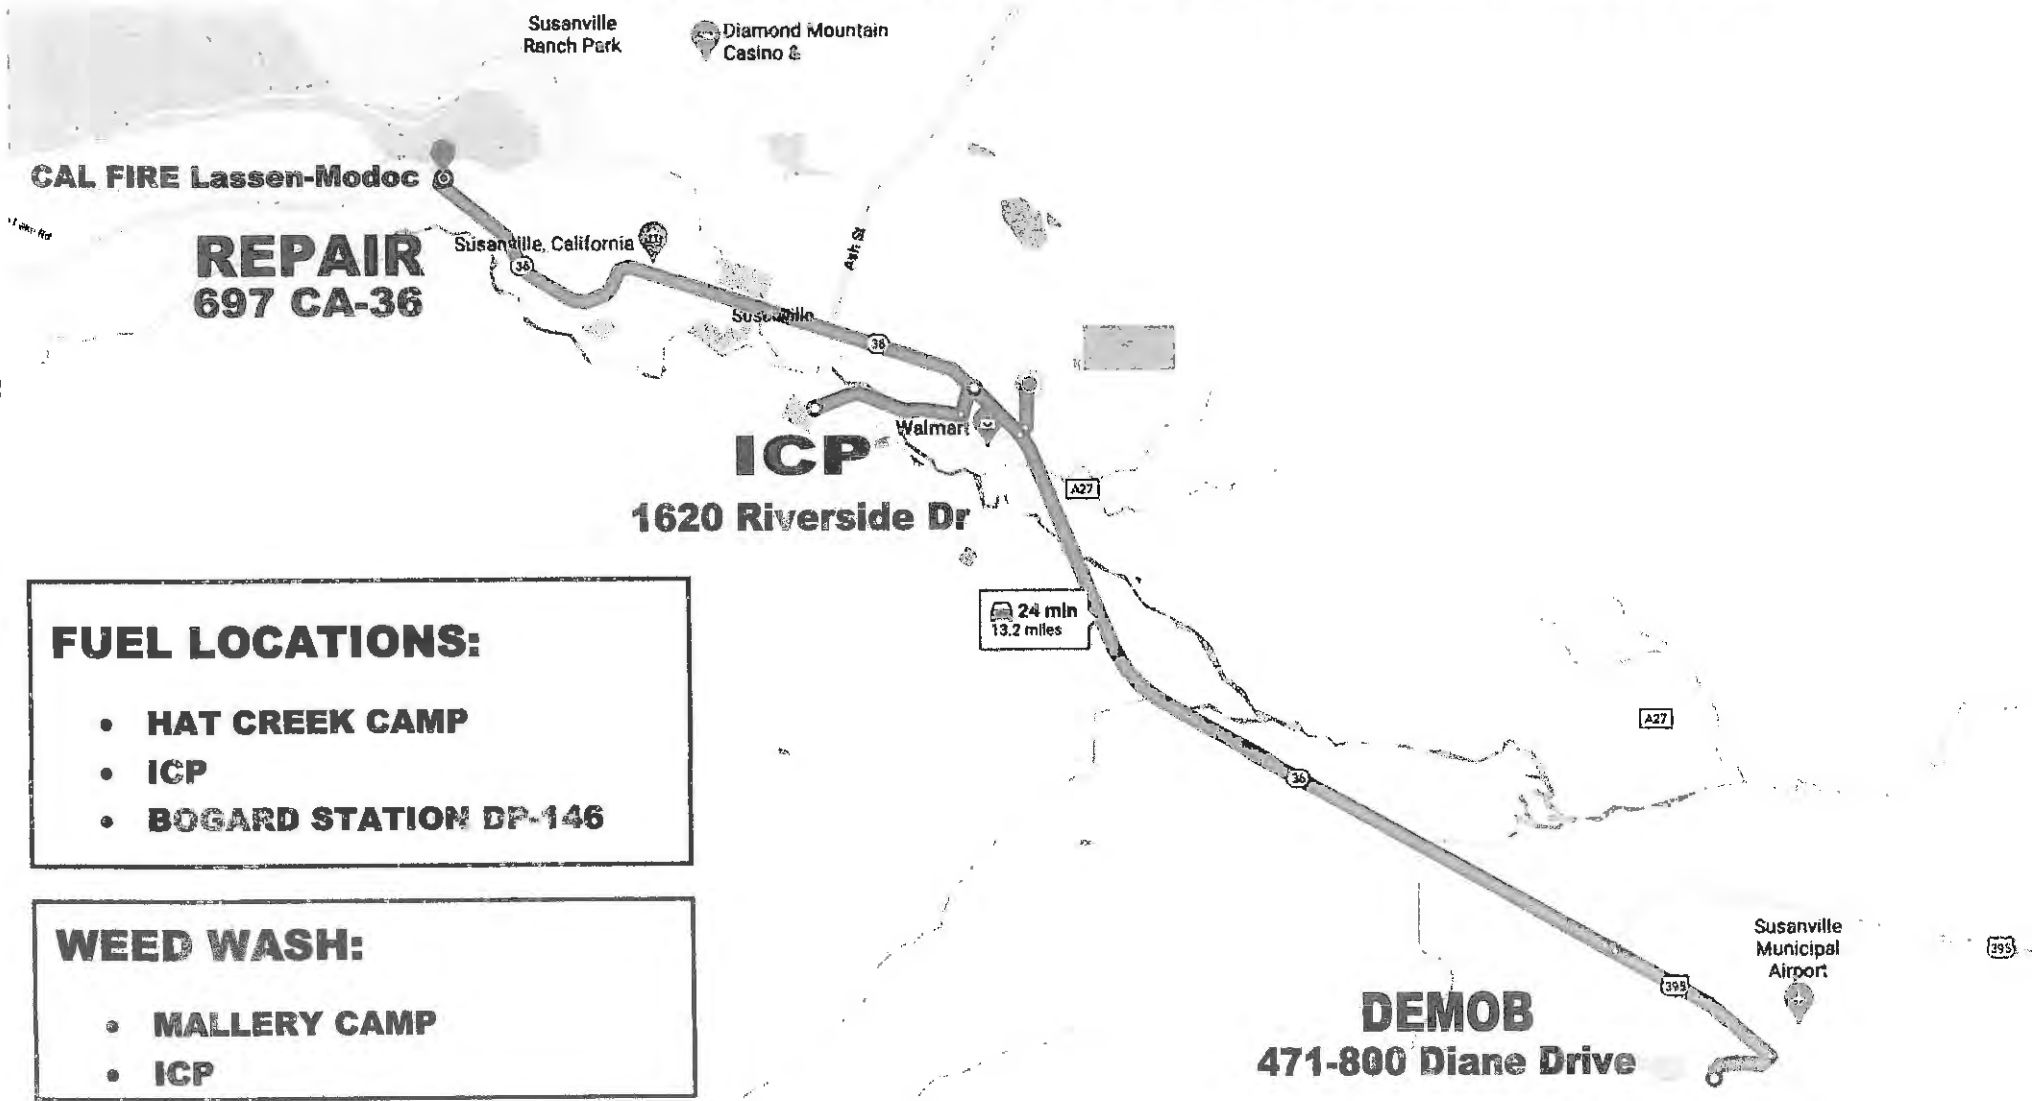 Susanville
Ranch Park
Diamond Mountain
Casino &
CAL FIRE Lassen-Modoc
REPAIR
697 CA-36
Susanville, California
36
Ash St
Susanville
36
Walmart
ICP
1620 Riverside Dr
A27
24 min
13.2 miles
FUEL LOCATIONS:
• HAT CREEK CAMP
• ICP
• BOGARD STATION DP-146
A27
36
WEED WASH:
• MALLERY CAMP
• ICP
Susanville
Municipal
Airport
395
395
DEMOB
471-800 Diane Drive